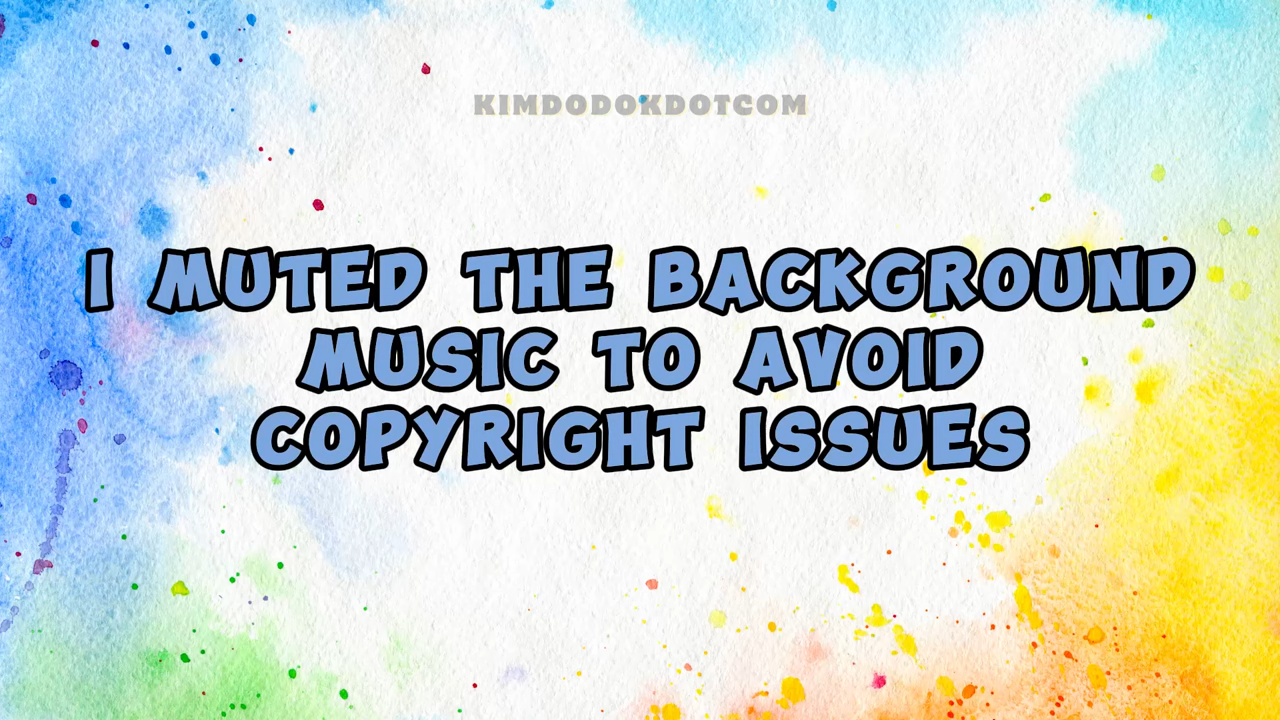 KIMDODOKDOTCOM
I MUTED THE BACKGROUND
MUSIC TO AVOID
COPYRIGHT ISSUES